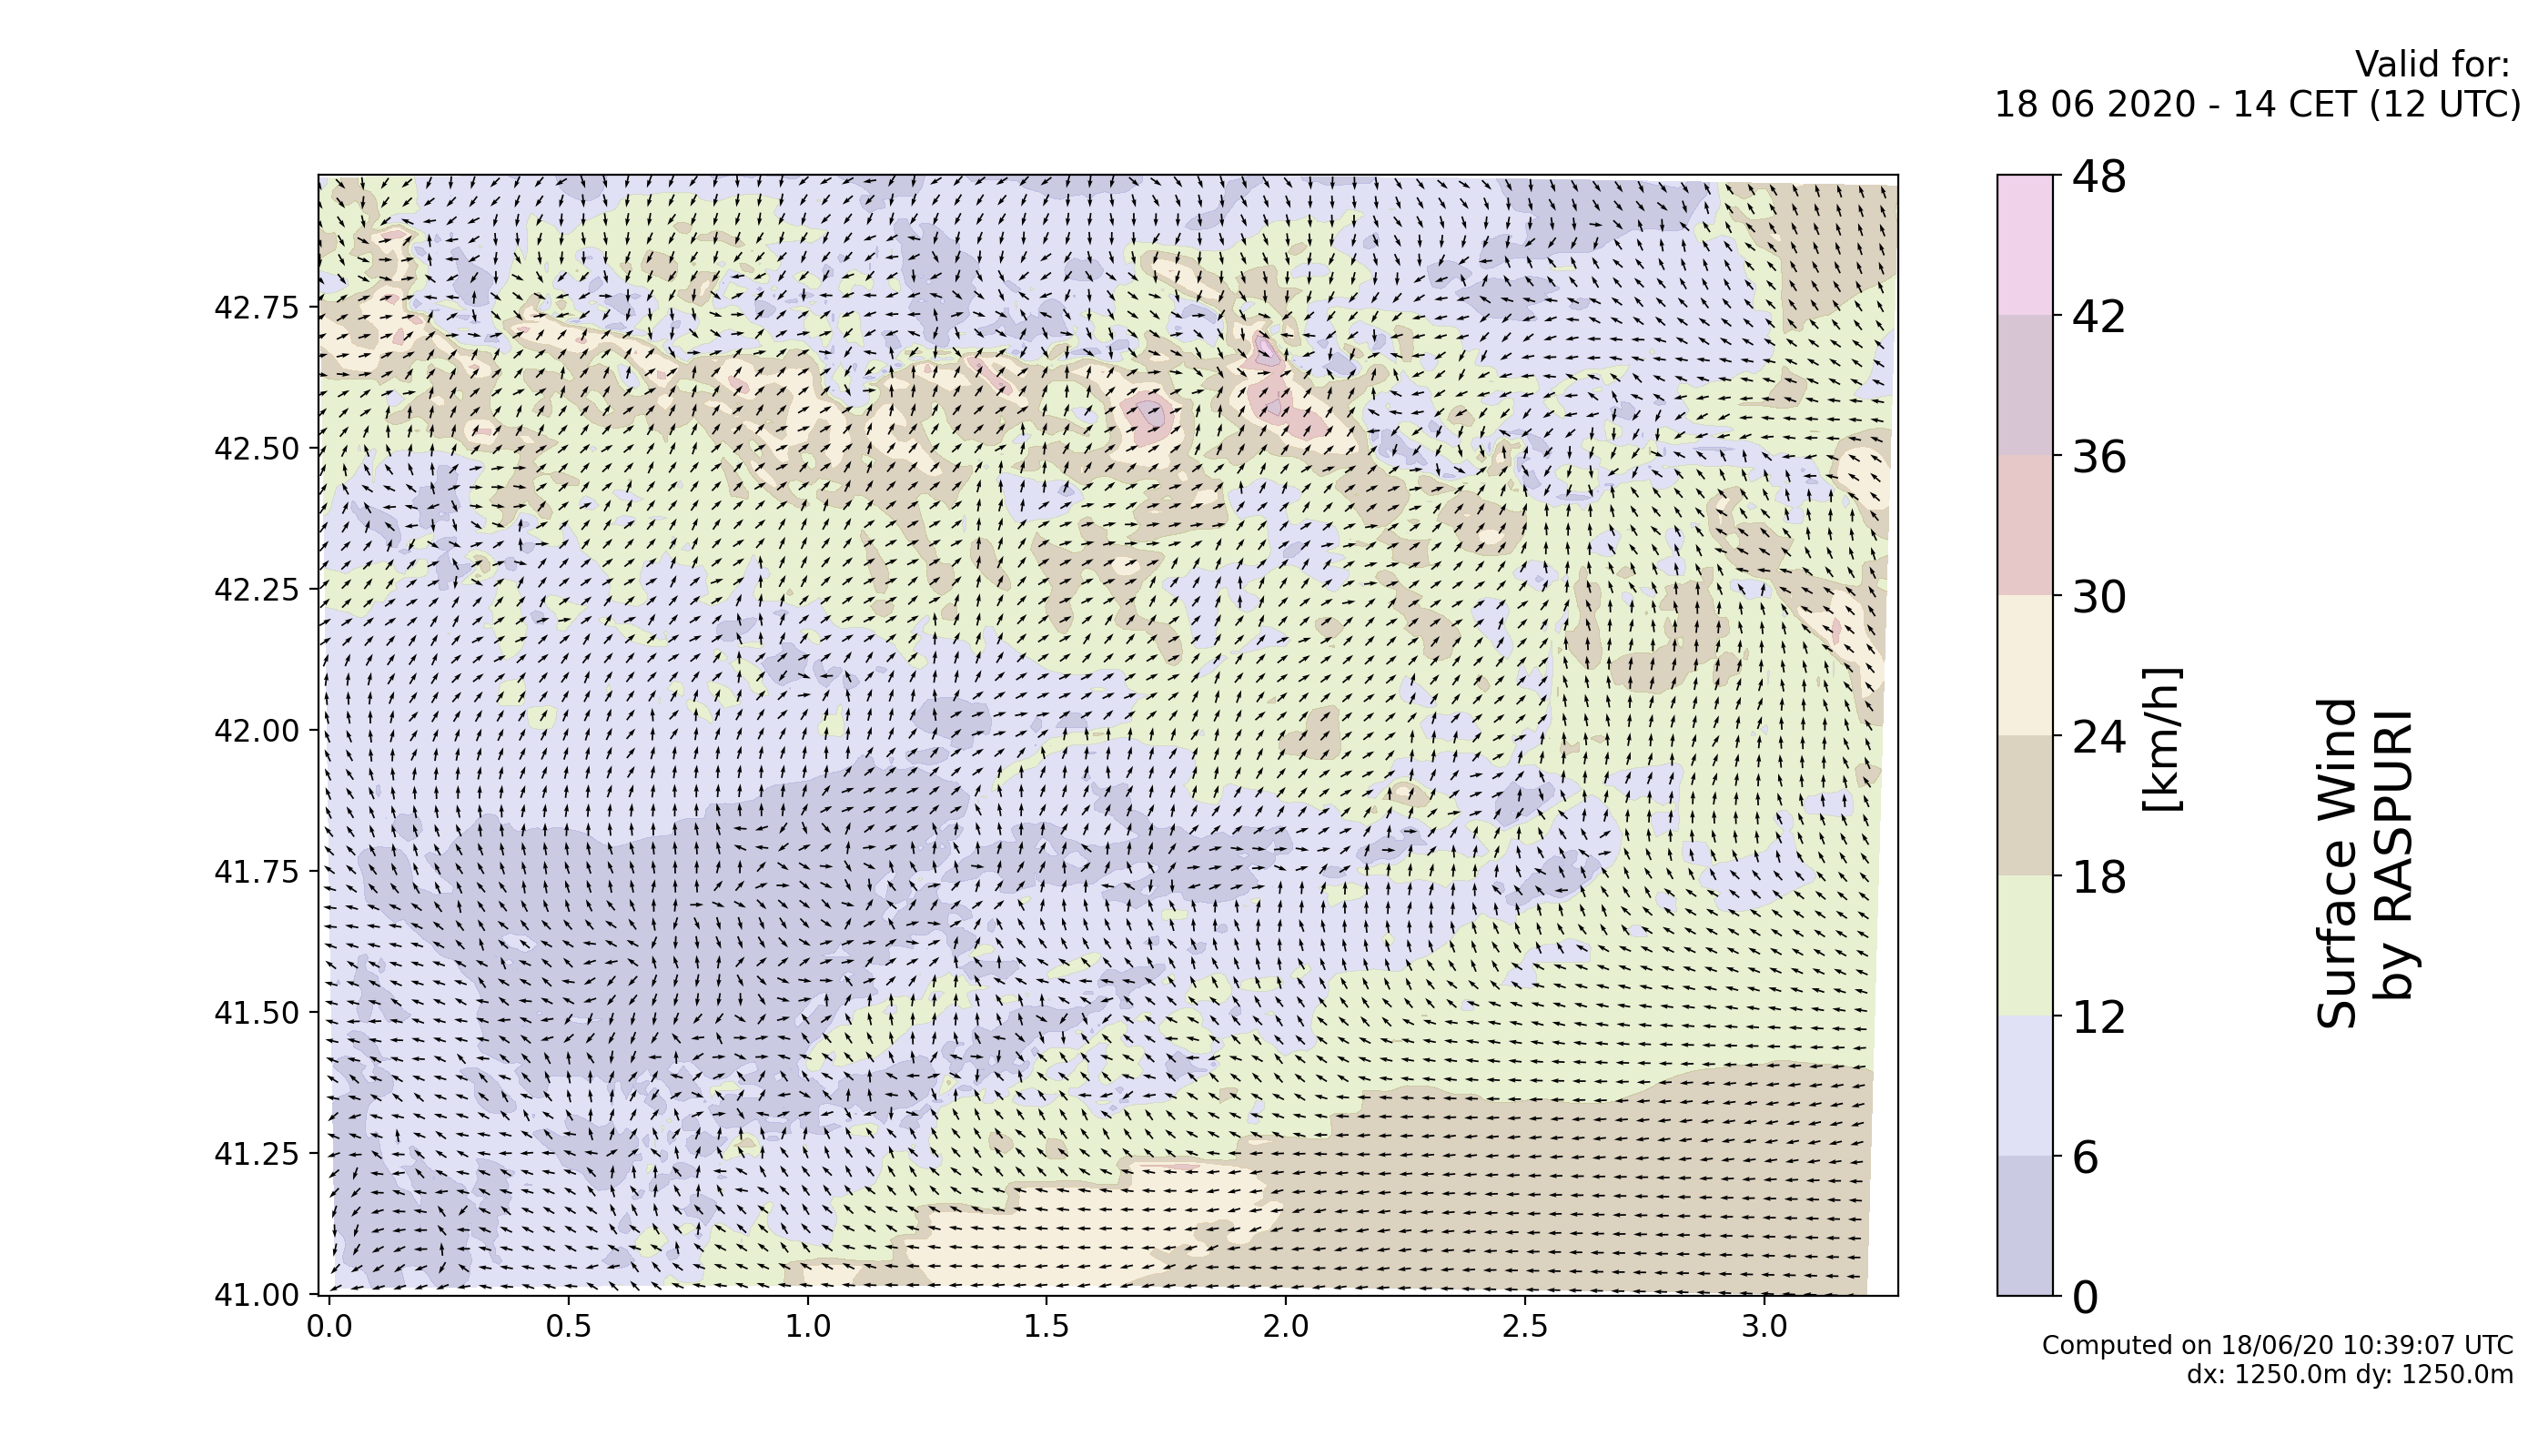 Valid for:
18 06 2020 - 14 CET (12 UTC)
42.75
42.50
42.25
42.00
41.75
41.50
41.25
41.00
0.0 0.5 1.0 1.5 2.0 2.5 3.0
48
42
36
30
24
18
12
6
0
[km/h]
Surface Wind
by RASPURI
Computed on 18/06/20 10:39:07 UTC
dx: 1250.0m dy: 1250.0m